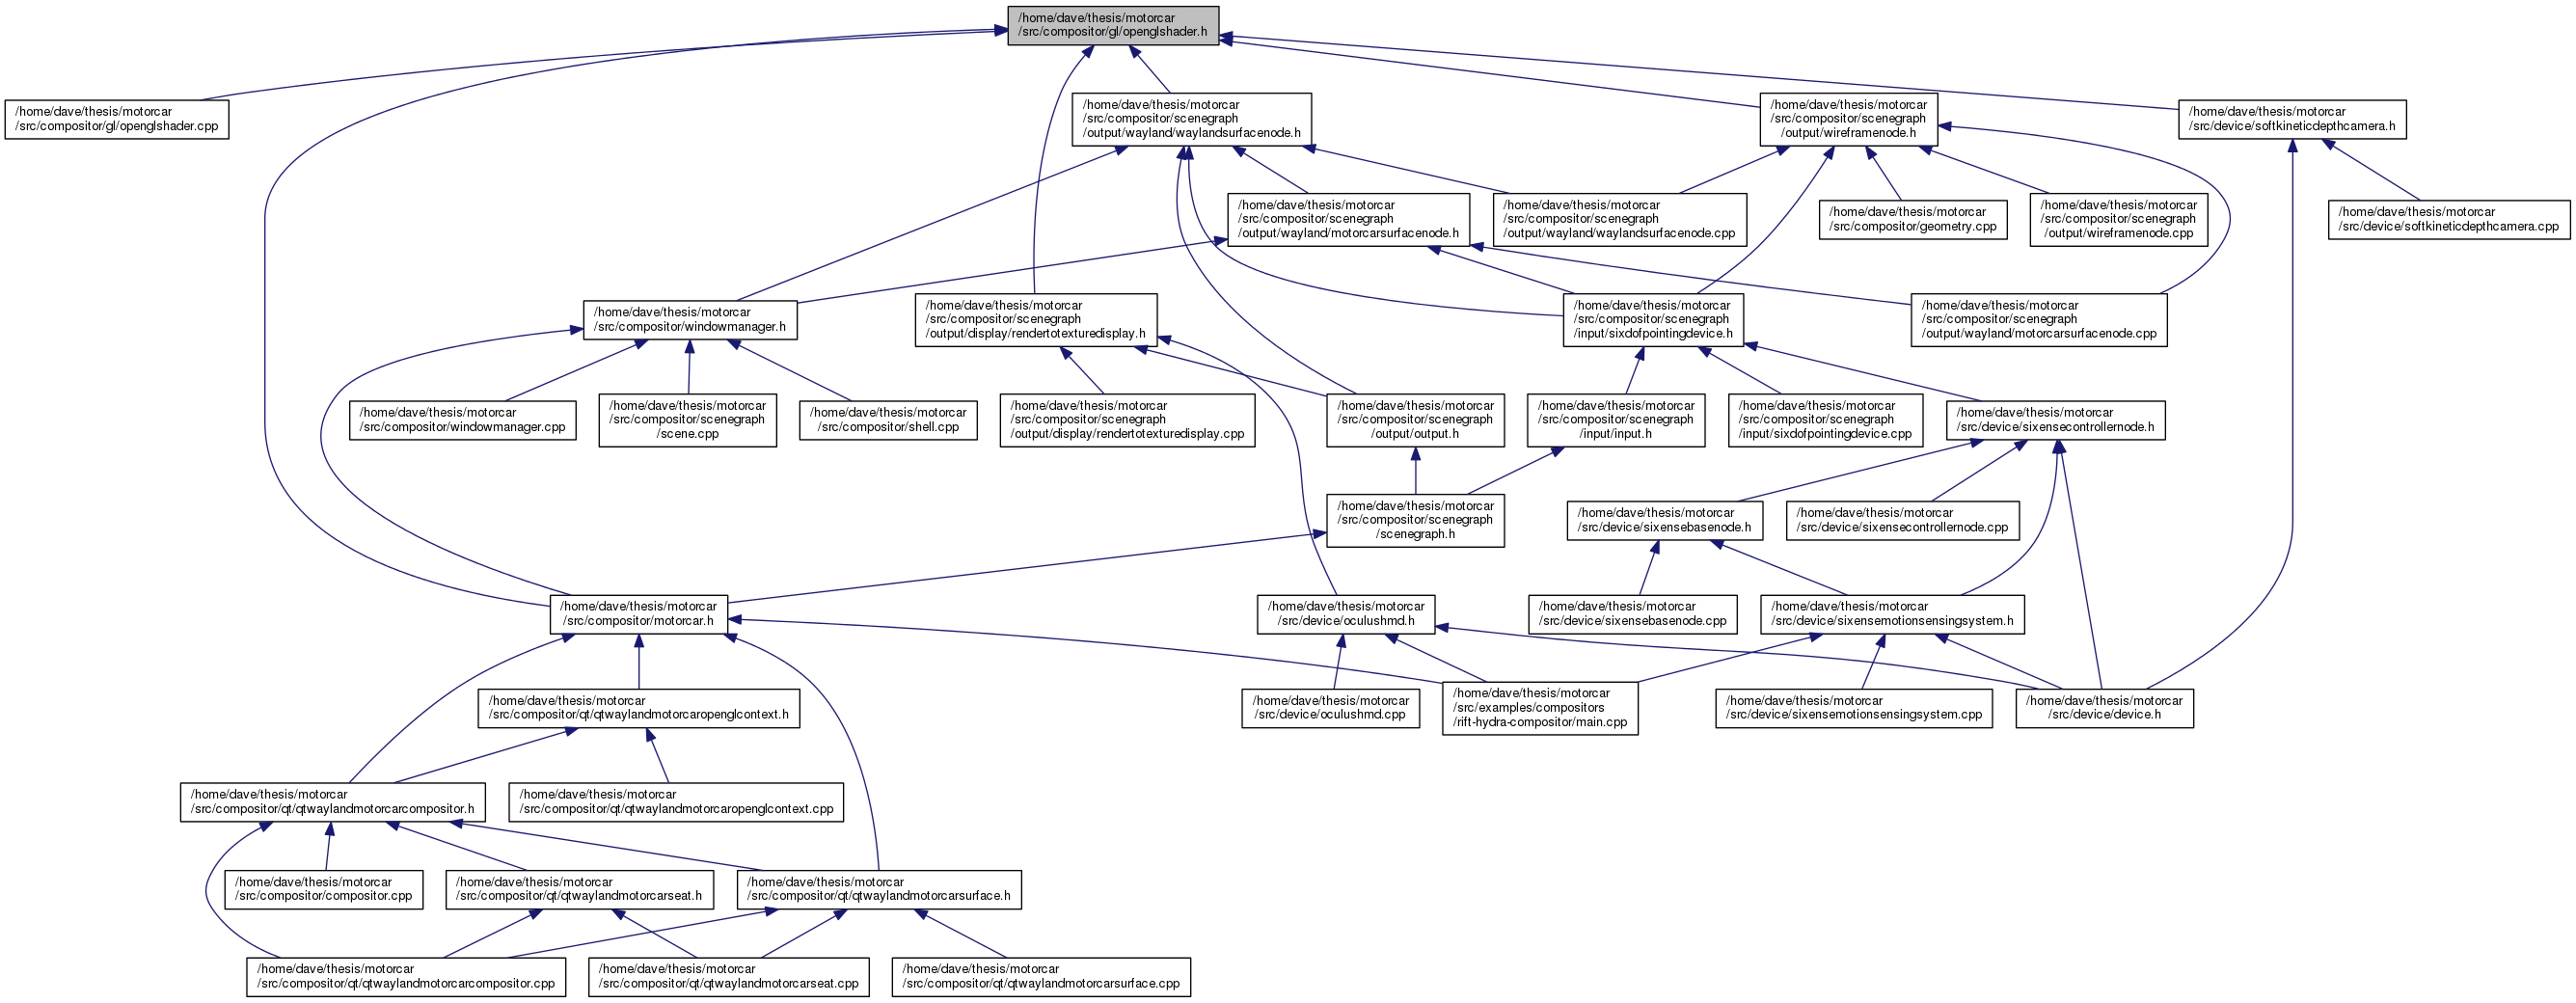 /home/dave/thesis/motorcar
/src/compositor/gl/openglshader.h
/home/dave/thesis/motorcar
/src/compositor/gl/openglshader.cpp
/home/dave/thesis/motorcar
/src/compositor/scenegraph
/output/wayland/waylandsurfacenode.h
/home/dave/thesis/motorcar
/src/compositor/scenegraph
/output/wireframenode.h
/home/dave/thesis/motorcar
/src/device/softkineticdepthcamera.h
/home/dave/thesis/motorcar
/src/compositor/scenegraph
/output/wayland/motorcarsurfacenode.h
/home/dave/thesis/motorcar
/src/compositor/scenegraph
/output/wayland/waylandsurfacenode.cpp
/home/dave/thesis/motorcar
/src/compositor/geometry.cpp
/home/dave/thesis/motorcar
/src/compositor/scenegraph
/output/wireframenode.cpp
/home/dave/thesis/motorcar
/src/device/softkineticdepthcamera.cpp
/home/dave/thesis/motorcar
/src/compositor/windowmanager.h
/home/dave/thesis/motorcar
/src/compositor/scenegraph
/output/display/rendertotexturedisplay.h
/home/dave/thesis/motorcar
/src/compositor/scenegraph
/input/sixdofpointingdevice.h
/home/dave/thesis/motorcar
/src/compositor/scenegraph
/output/wayland/motorcarsurfacenode.cpp
/home/dave/thesis/motorcar
/src/compositor/windowmanager.cpp
/home/dave/thesis/motorcar
/src/compositor/scenegraph
/scene.cpp
/home/dave/thesis/motorcar
/src/compositor/shell.cpp
/home/dave/thesis/motorcar
/src/compositor/scenegraph
/output/display/rendertotexturedisplay.cpp
/home/dave/thesis/motorcar
/src/compositor/scenegraph
/output/output.h
/home/dave/thesis/motorcar
/src/compositor/scenegraph
/input/input.h
/home/dave/thesis/motorcar
/src/compositor/scenegraph
/input/sixdofpointingdevice.cpp
/home/dave/thesis/motorcar
/src/device/sixensecontrollernode.h
/home/dave/thesis/motorcar
/src/compositor/scenegraph
/scenegraph.h
/home/dave/thesis/motorcar
/src/device/sixensebasenode.h
/home/dave/thesis/motorcar
/src/device/sixensecontrollernode.cpp
/home/dave/thesis/motorcar
/src/compositor/motorcar.h
/home/dave/thesis/motorcar
/src/device/oculushmd.h
/home/dave/thesis/motorcar
/src/device/sixensebasenode.cpp
/home/dave/thesis/motorcar
/src/device/sixensemotionsensingsystem.h
/home/dave/thesis/motorcar
/src/compositor/qt/qtwaylandmotorcaropenglcontext.h
/home/dave/thesis/motorcar
/src/device/oculushmd.cpp
/home/dave/thesis/motorcar
/src/examples/compositors
/rift-hydra-compositor/main.cpp
/home/dave/thesis/motorcar
/src/device/sixensemotionsensingsystem.cpp
/home/dave/thesis/motorcar
/src/device/device.h
/home/dave/thesis/motorcar
/src/compositor/qt/qtwaylandmotorcarcompositor.h
/home/dave/thesis/motorcar
/src/compositor/qt/qtwaylandmotorcaropenglcontext.cpp
/home/dave/thesis/motorcar
/src/compositor/compositor.cpp
/home/dave/thesis/motorcar
/src/compositor/qt/qtwaylandmotorcarseat.h
/home/dave/thesis/motorcar
/src/compositor/qt/qtwaylandmotorcarsurface.h
/home/dave/thesis/motorcar
/src/compositor/qt/qtwaylandmotorcarcompositor.cpp
/home/dave/thesis/motorcar
/src/compositor/qt/qtwaylandmotorcarseat.cpp
/home/dave/thesis/motorcar
/src/compositor/qt/qtwaylandmotorcarsurface.cpp